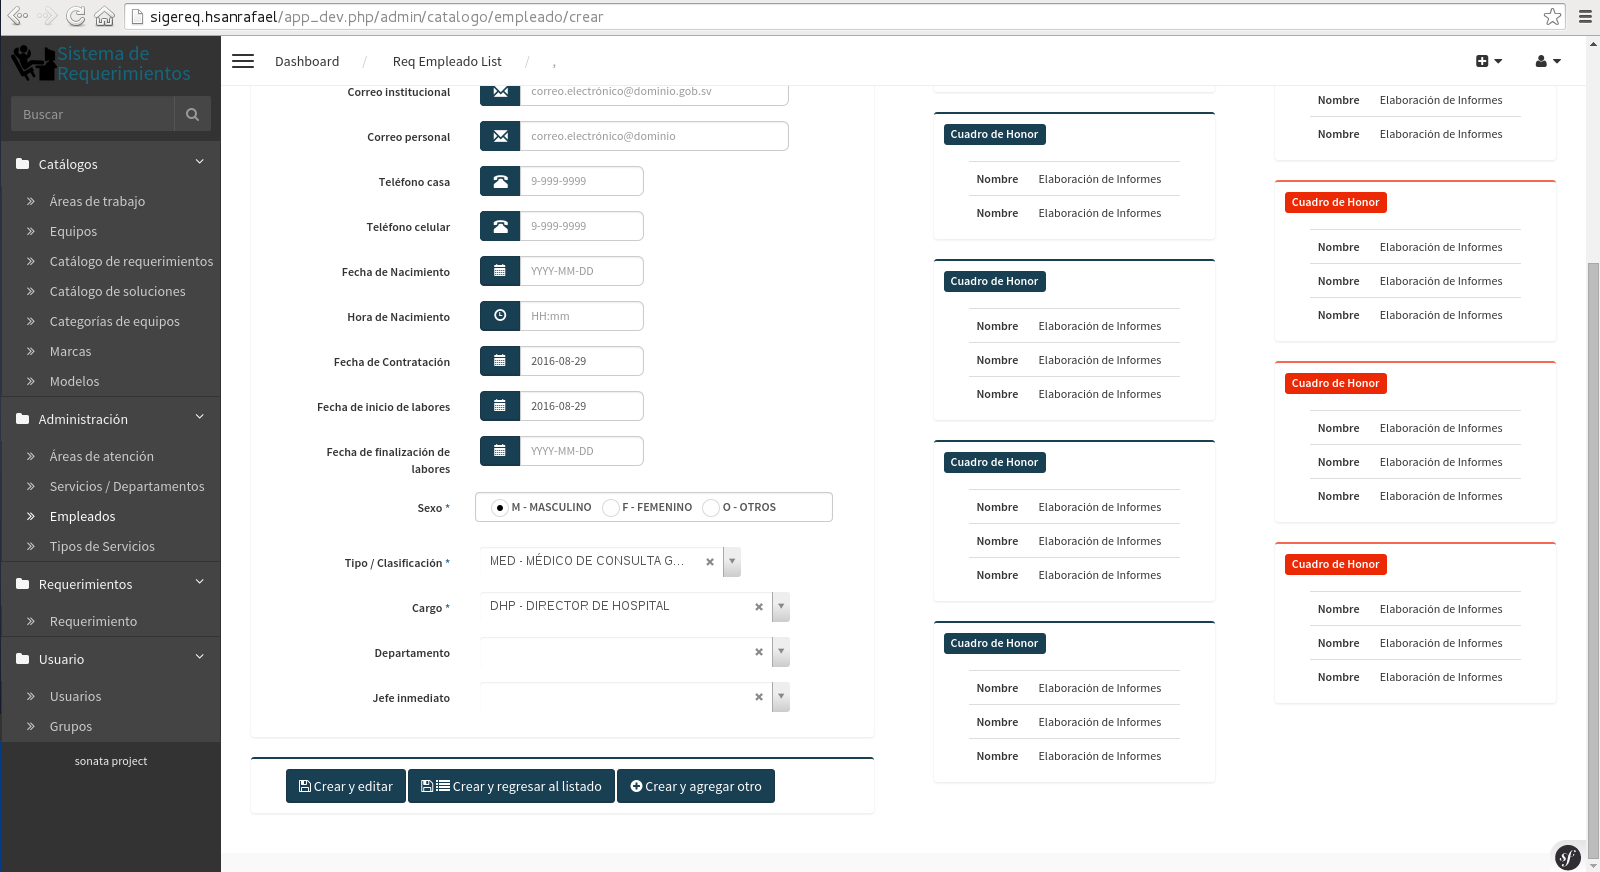 sigereq.hsanrafael/app_dev.php/admin/catalogo/empleado/crear
Sistema de
Requerimientos
Buscar
Catálogos
Áreas de trabajo
Equipos
Catálogo de requerimientos
Catálogo de soluciones
Categorías de equipos
Marcas
Modelos
Administración
Áreas de atención
Servicios / Departamentos
Empleados
Tipos de Servicios
Requerimientos
Requerimiento
Usuario
Usuarios
Grupos
sonata project
Dashboard / Req Empleado List / ,
Correo institucional correo.electrónico@dominio.gob.sv
Correo personal correo.electrónico@dominio
Teléfono casa 9-999-9999
Teléfono celular 9-999-9999
Fecha de Nacimiento YYYY-MM-DD
Hora de Nacimiento HH:mm
Fecha de Contratación 2016-08-29
Fecha de inicio de labores 2016-08-29
Fecha de finalización de YYYY-MM-DD
labores
Sexo * M - MASCULINO F - FEMENINO O - OTROS
Tipo / Clasificación * MED - MÉDICO DE CONSULTA G...
Cargo * DHP - DIRECTOR DE HOSPITAL
Departamento
Jefe inmediato
Crear y editar Crear y regresar al listado Crear y agregar otro
Cuadro de Honor
Nombre Elaboración de Informes
Nombre Elaboración de Informes
Cuadro de Honor
Nombre Elaboración de Informes
Nombre Elaboración de Informes
Nombre Elaboración de Informes
Cuadro de Honor
Nombre Elaboración de Informes
Nombre Elaboración de Informes
Nombre Elaboración de Informes
Cuadro de Honor
Nombre Elaboración de Informes
Nombre Elaboración de Informes
Nombre Elaboración de Informes
Nombre Elaboración de Informes
Nombre Elaboración de Informes
Cuadro de Honor
Nombre Elaboración de Informes
Nombre Elaboración de Informes
Nombre Elaboración de Informes
Cuadro de Honor
Nombre Elaboración de Informes
Nombre Elaboración de Informes
Nombre Elaboración de Informes
Cuadro de Honor
Nombre Elaboración de Informes
Nombre Elaboración de Informes
Nombre Elaboración de Informes
sf